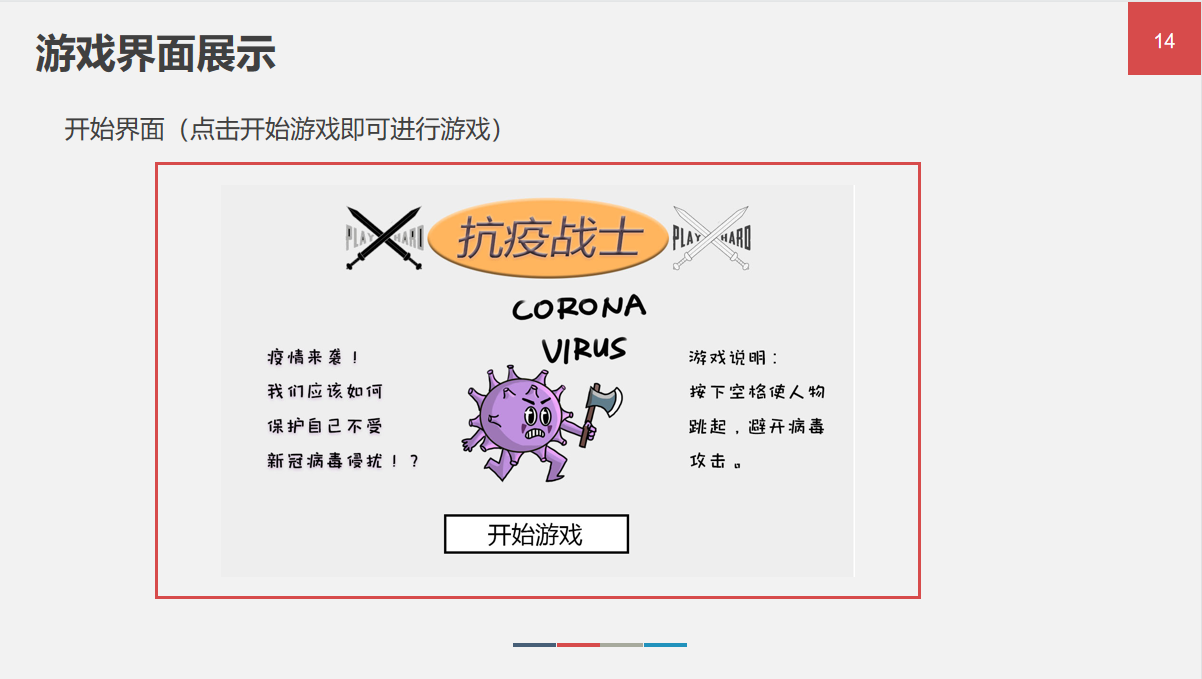 游戏界面展示
14
开始界面（点击开始游戏即可进行游戏）
PLAY HARD
抗疫战士
PLAY HARD
CORONA
VIRUS
疫情来袭！
我们应该如何
保护自己不受
新冠病毒侵扰！？
游戏说明：
按下空格使人物
跳起，避开病毒
攻击。
开始游戏